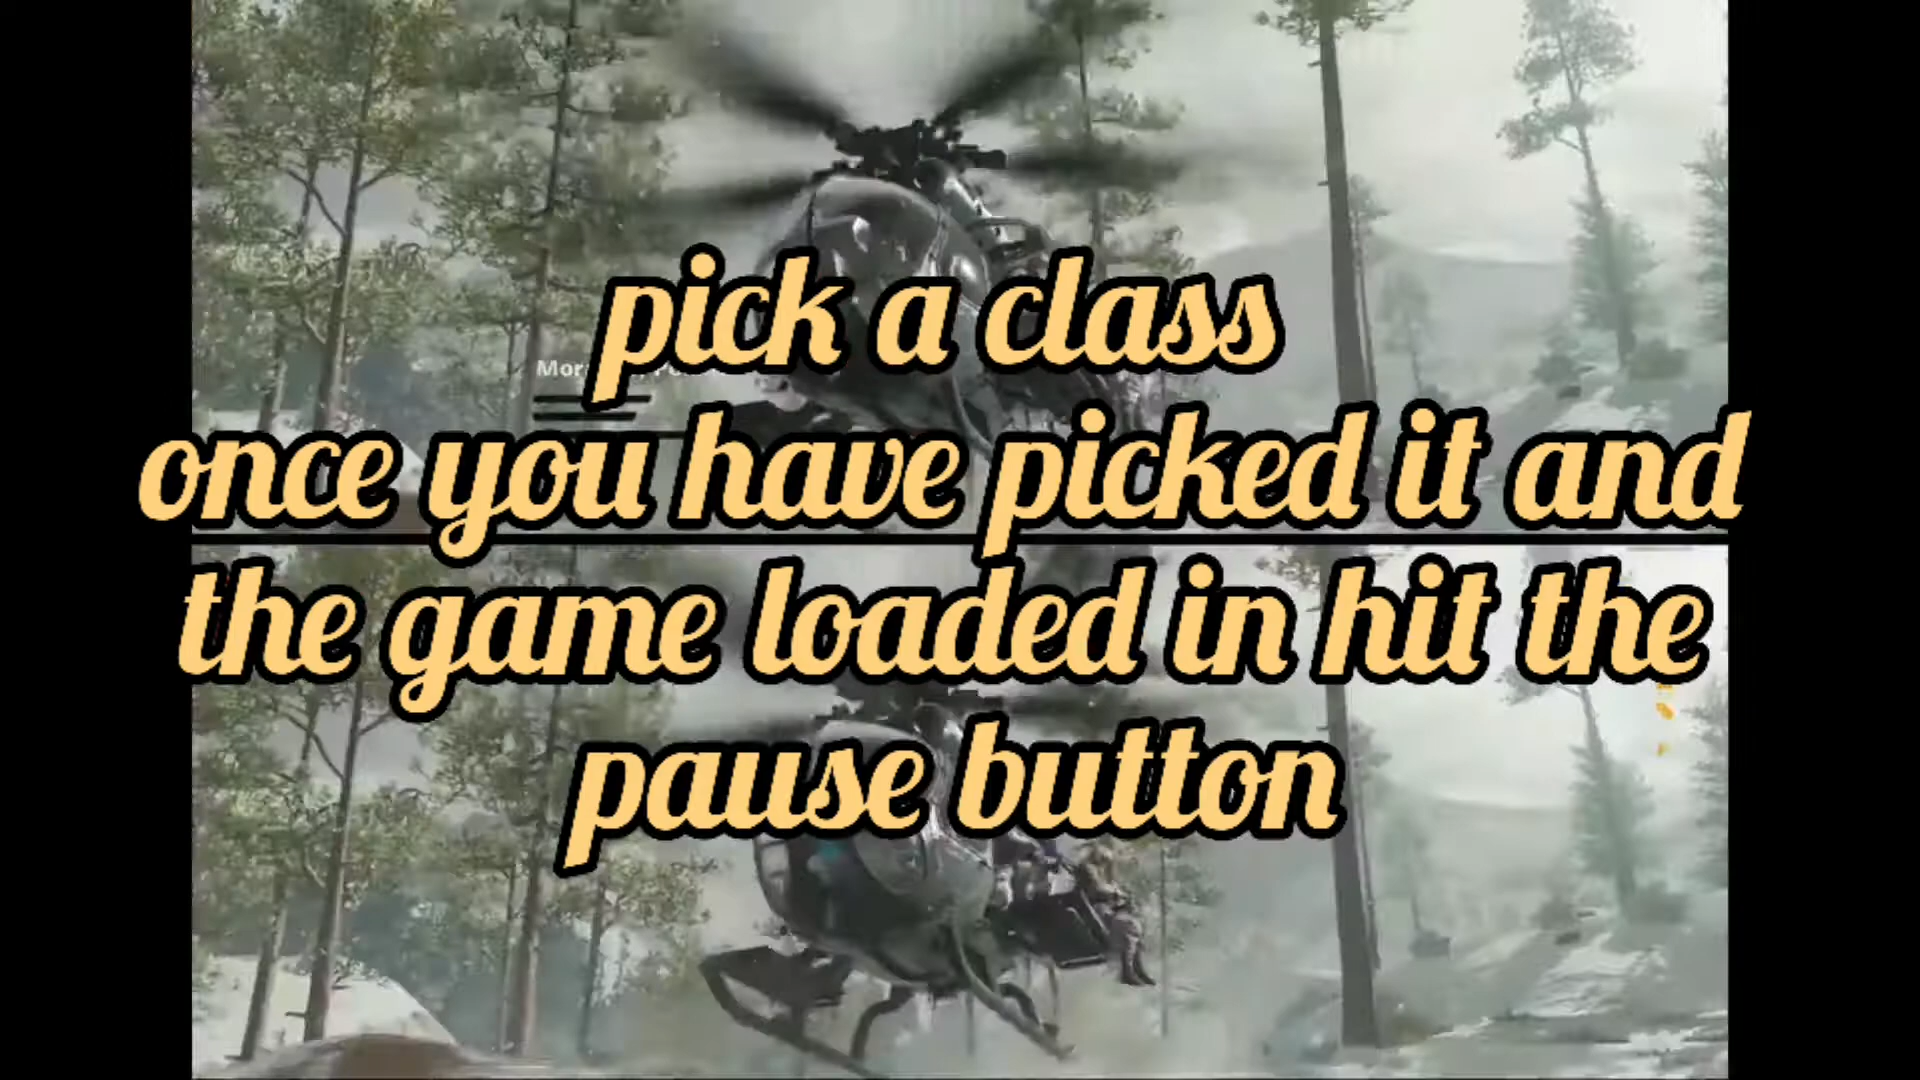 pick a class
once you have picked it and
the game loaded in hit the
pause button